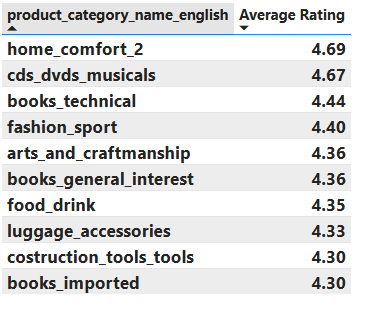 product_category_name_english Average Rating
home_comfort_2 4.69
cds_dvds_musicals 4.67
books_technical 4.44
fashion_sport 4.40
arts_and_craftmanship 4.36
books_general_interest 4.36
food_drink 4.35
luggage_accessories 4.33
costruction_tools_tools 4.30
books_imported 4.30